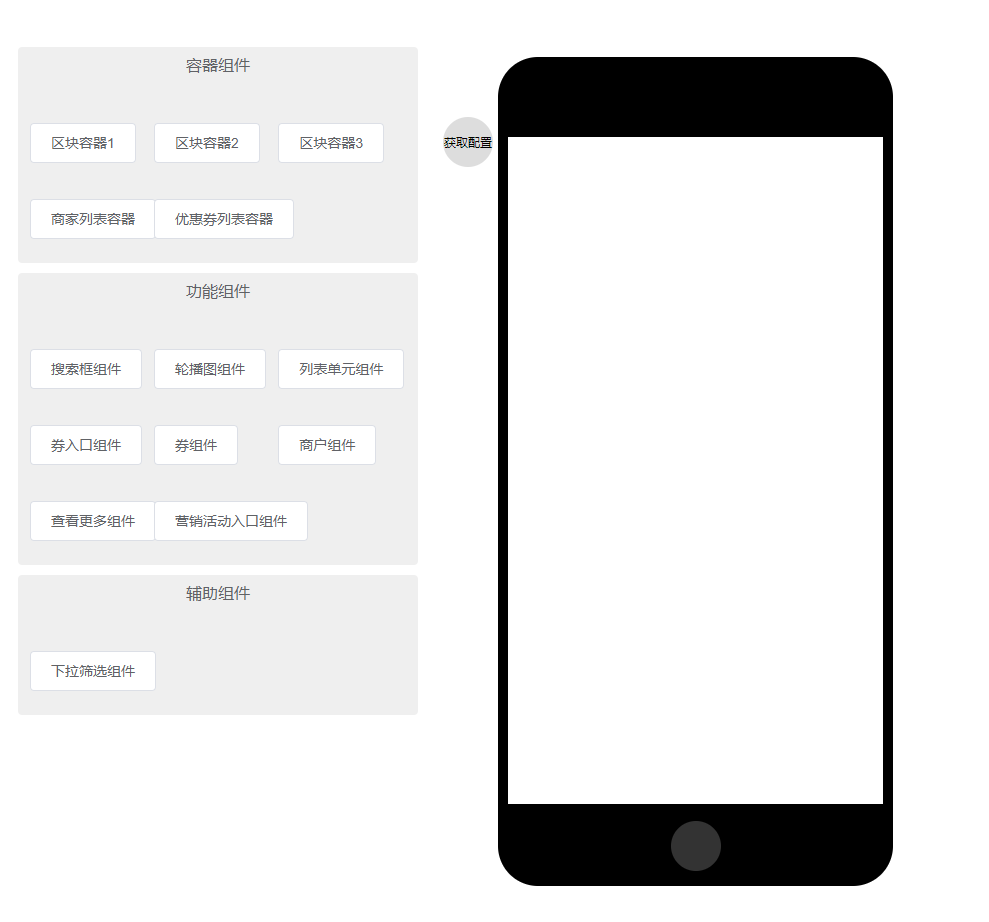 容器组件
区块容器1 区块容器2 区块容器3
获取配置
商家列表容器 优惠券列表容器
功能组件
搜索框组件 轮播图组件 列表单元组件
券入口组件 券组件 商户组件
查看更多组件 营销活动入口组件
辅助组件
下拉筛选组件